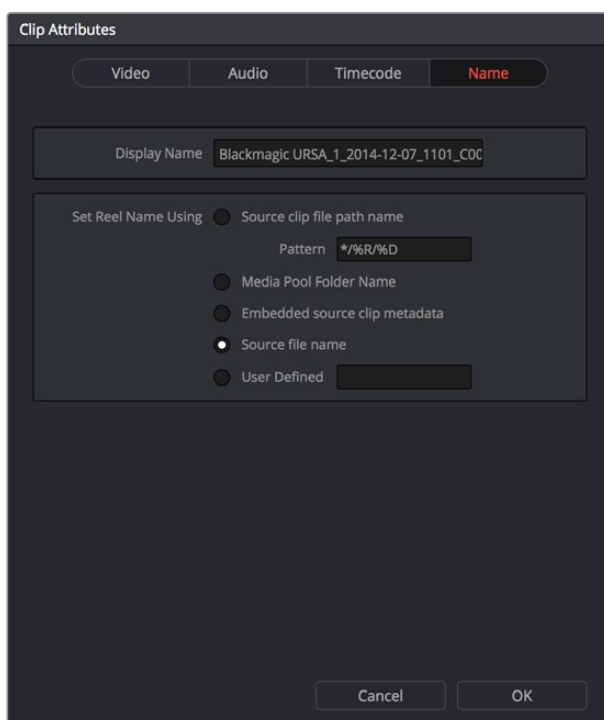 Clip Attributes
Video Audio Timecode Name
Display Name Blackmagic URSA_1_2014-12-07_1101_C00
Set Reel Name Using Source clip file path name
Pattern */%R/%D
Media Pool Folder Name
Embedded source clip metadata
Source file name
User Defined
Cancel OK